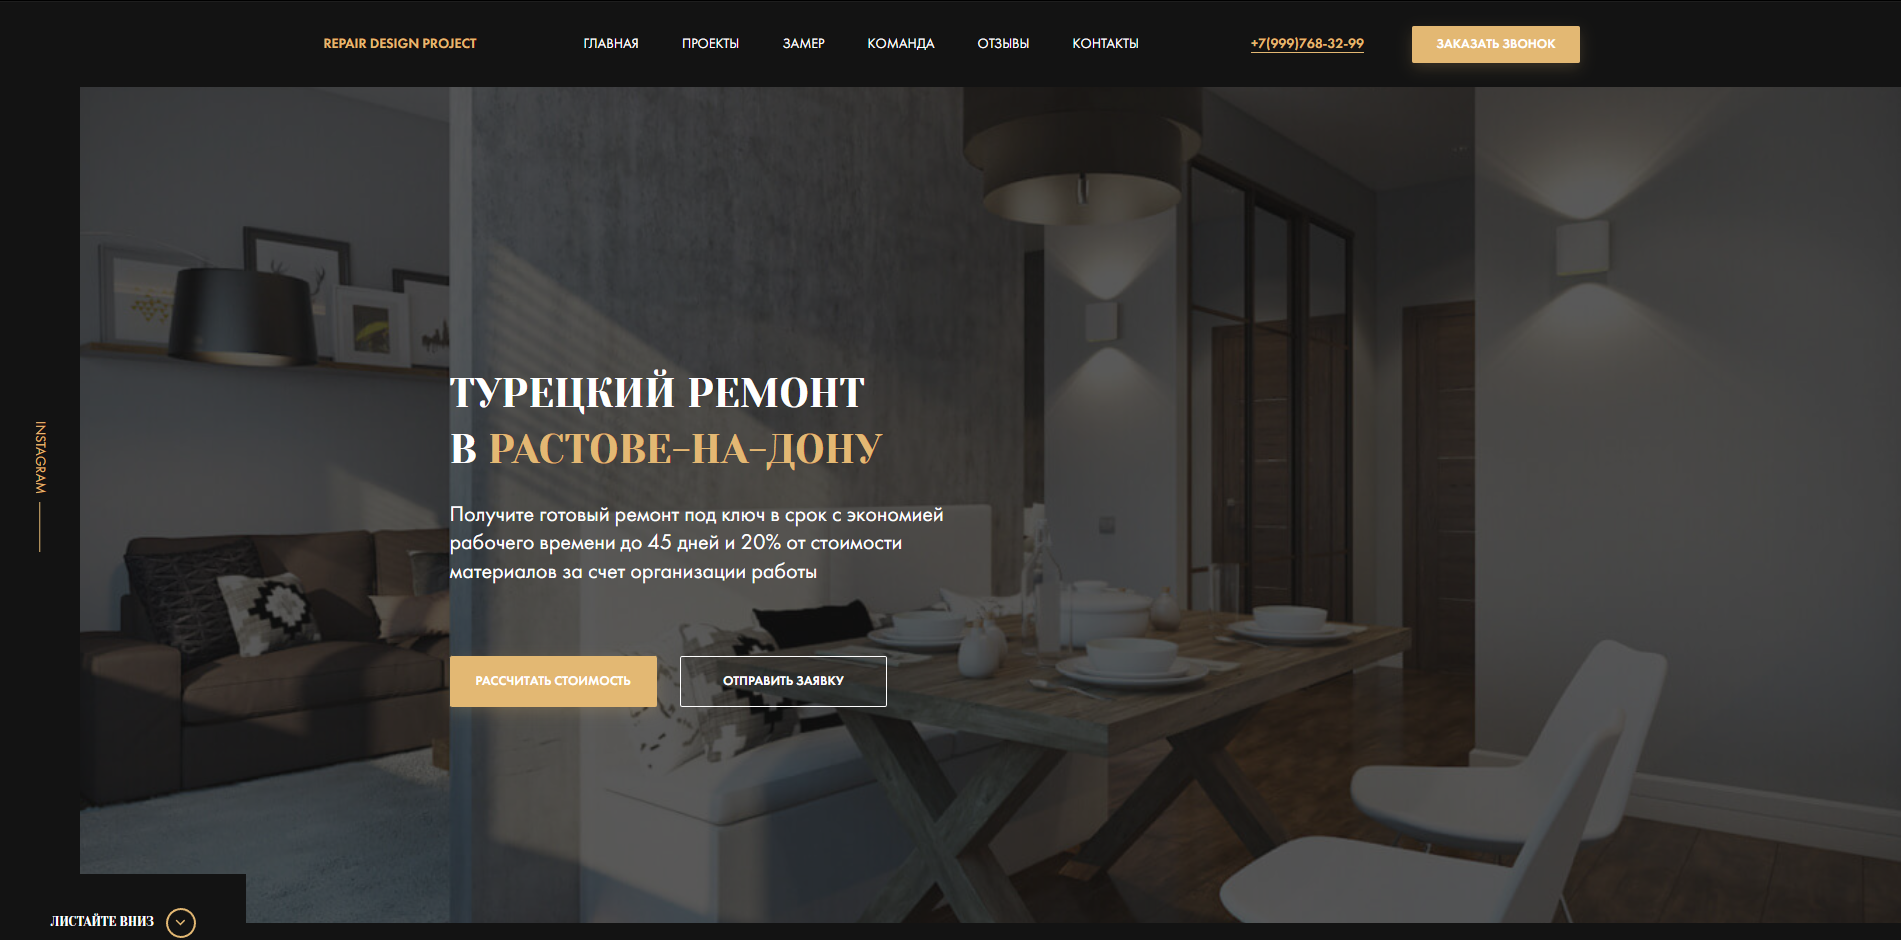 REPAIR DESIGN PROJECT
ГЛАВНАЯ
ПРОЕКТЫ
ЗАМЕР
КОМАНДА
ОТЗЫВЫ
КОНТАКТЫ
+7(999)768-32-99
ЗАКАЗАТЬ ЗВОНОК
INSTAGRAM
ТУРЕЦКИЙ РЕМОНТ
В РАСТОВЕ-НА-ДОНУ
Получите готовый ремонт под ключ в срок с экономией
рабочего времени до 45 дней и 20% от стоимости
материалов за счет организации работы
РАССЧИТАТЬ СТОИМОСТЬ
ОТПРАВИТЬ ЗАЯВКУ
ЛИСТАЙТЕ ВНИЗ